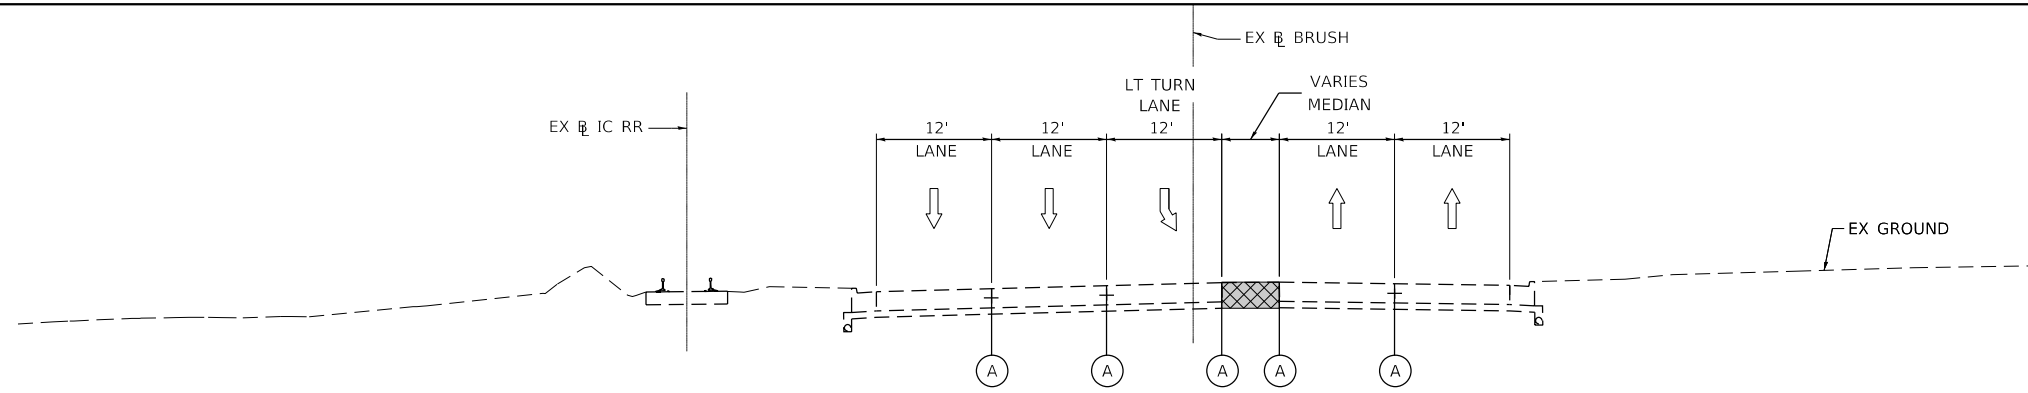 EX ℄ BRUSH
LT TURN
LANE
VARIES
MEDIAN
EX ℄ IC RR
12'
12'
12'
12'
12'
LANE
LANE
LANE
LANE
EX GROUND
A
A
A
A
A